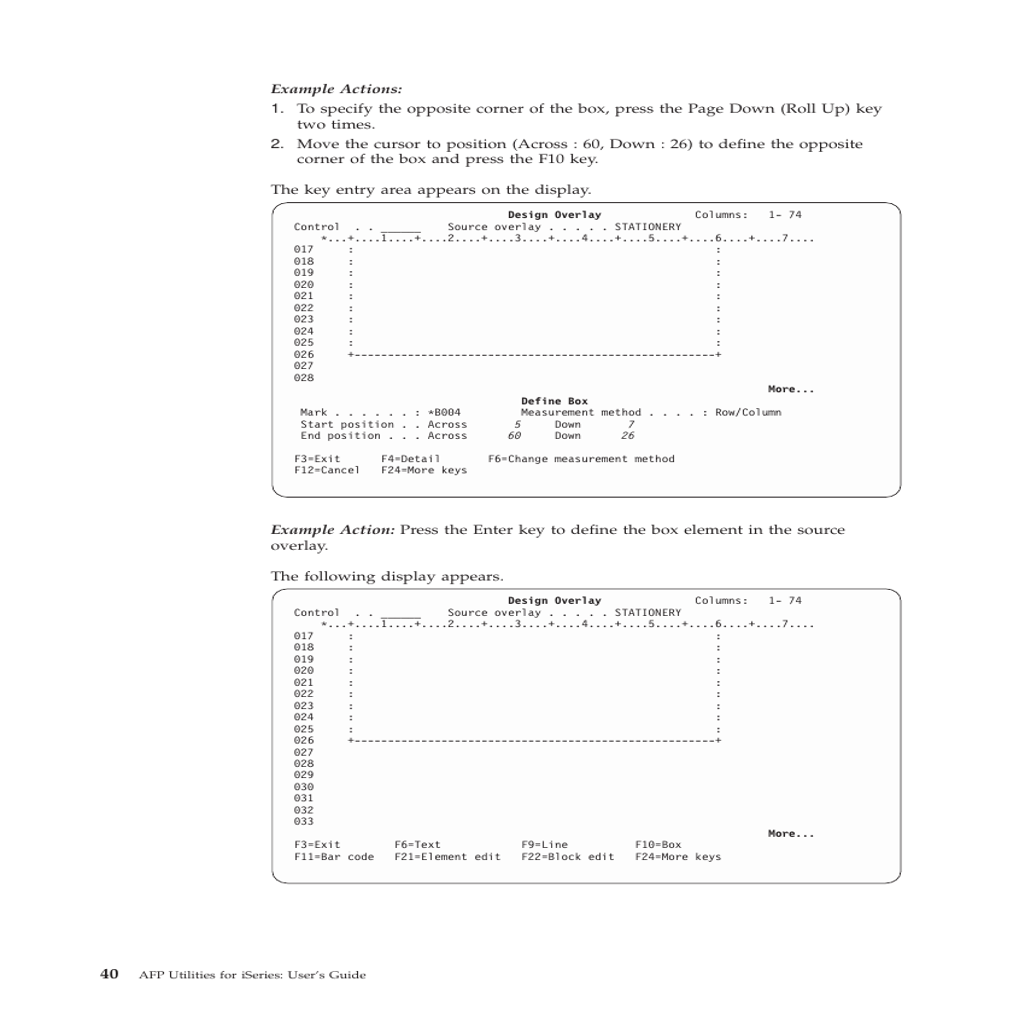 Example Actions:
1. To specify the opposite corner of the box, press the Page Down (Roll Up) key
two times.
2. Move the cursor to position (Across : 60, Down : 26) to define the opposite
corner of the box and press the F10 key.
The key entry area appears on the display.
Design Overlay Columns: 1- 74
Control . . ______ Source overlay . . . . . STATIONERY
*...+....1....+....2....+....3....+....4....+....5....+....6....+....7....
017 : :
018 : :
019 : :
020 : :
021 : :
022 : :
023 : :
024 : :
025 : :
026 +------------------------------------------------------+
027
028
More...
Define Box
Mark . . . . . . : *B004 Measurement method . . . . : Row/Column
Start position . . Across 5 Down 7
End position . . . Across 60 Down 26
F3=Exit F4=Detail F6=Change measurement method
F12=Cancel F24=More keys
Example Action: Press the Enter key to define the box element in the source
overlay.
The following display appears.
Design Overlay Columns: 1- 74
Control . . ______ Source overlay . . . . . STATIONERY
*...+....1....+....2....+....3....+....4....+....5....+....6....+....7....
017 : :
018 : :
019 : :
020 : :
021 : :
022 : :
023 : :
024 : :
025 : :
026 +------------------------------------------------------+
027
028
029
030
031
032
033
More...
F3=Exit F6=Text F9=Line F10=Box
F11=Bar code F21=Element edit F22=Block edit F24=More keys
40 AFP Utilities for iSeries: User's Guide